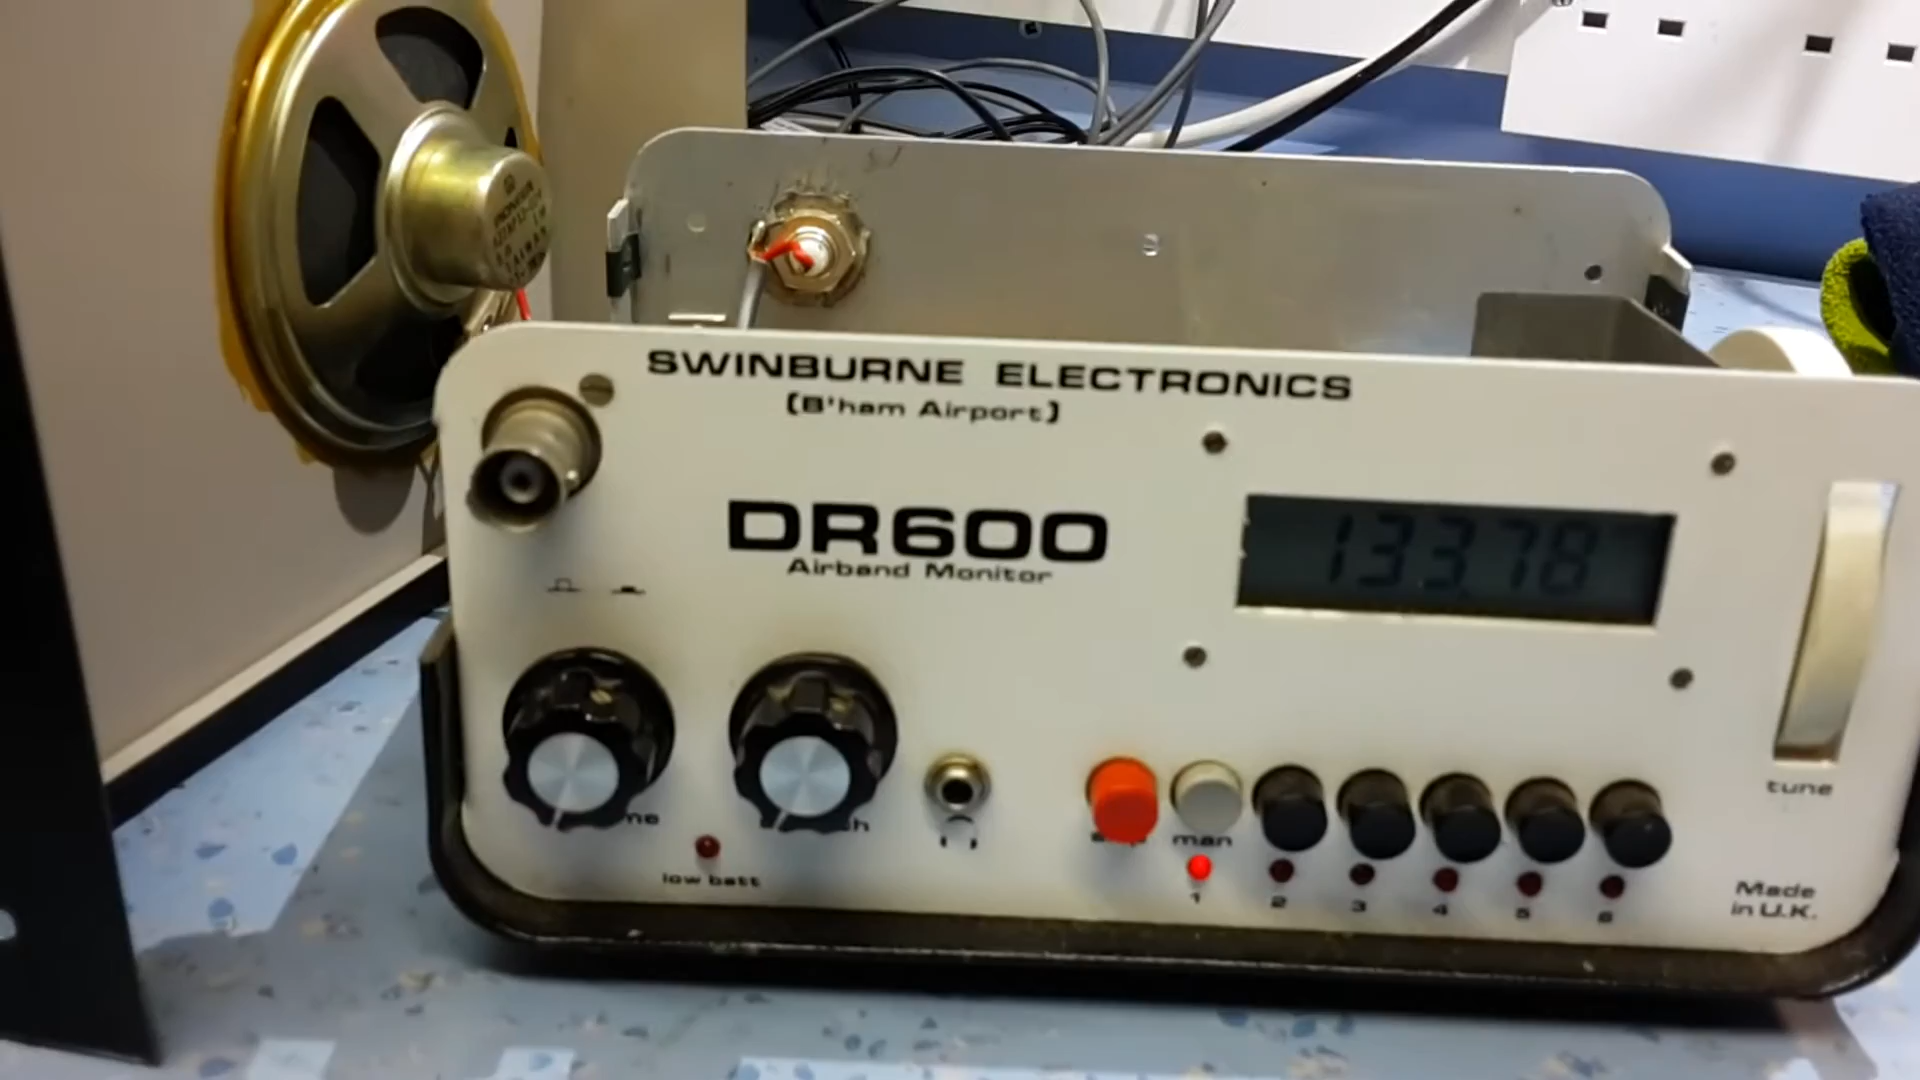 SWINBURNE ELECTRONICS
(B'ham Airport)
DR600
Airband Monitor
133.78
tune
man
low batt
1 2 3 4 5 6
Made
in U.K.